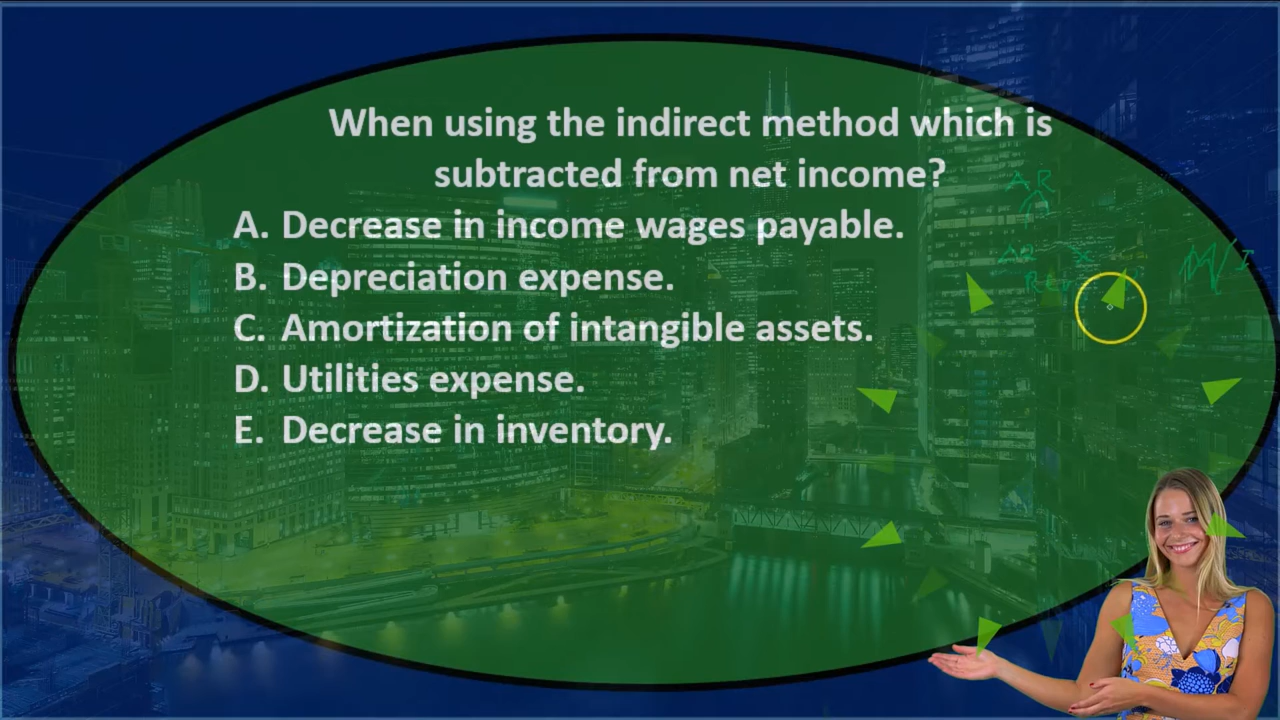 When using the indirect method which is
subtracted from net income?
A. Decrease in income wages payable.
B. Depreciation expense.
C. Amortization of intangible assets.
D. Utilities expense.
E. Decrease in inventory.
AR
M/I